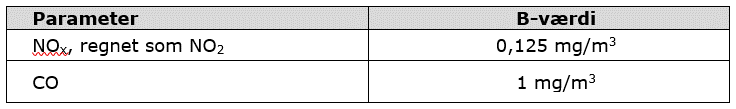 Parameter B-værdi
NOx, regnet som NO2 0,125 mg/m³
CO 1 mg/m³